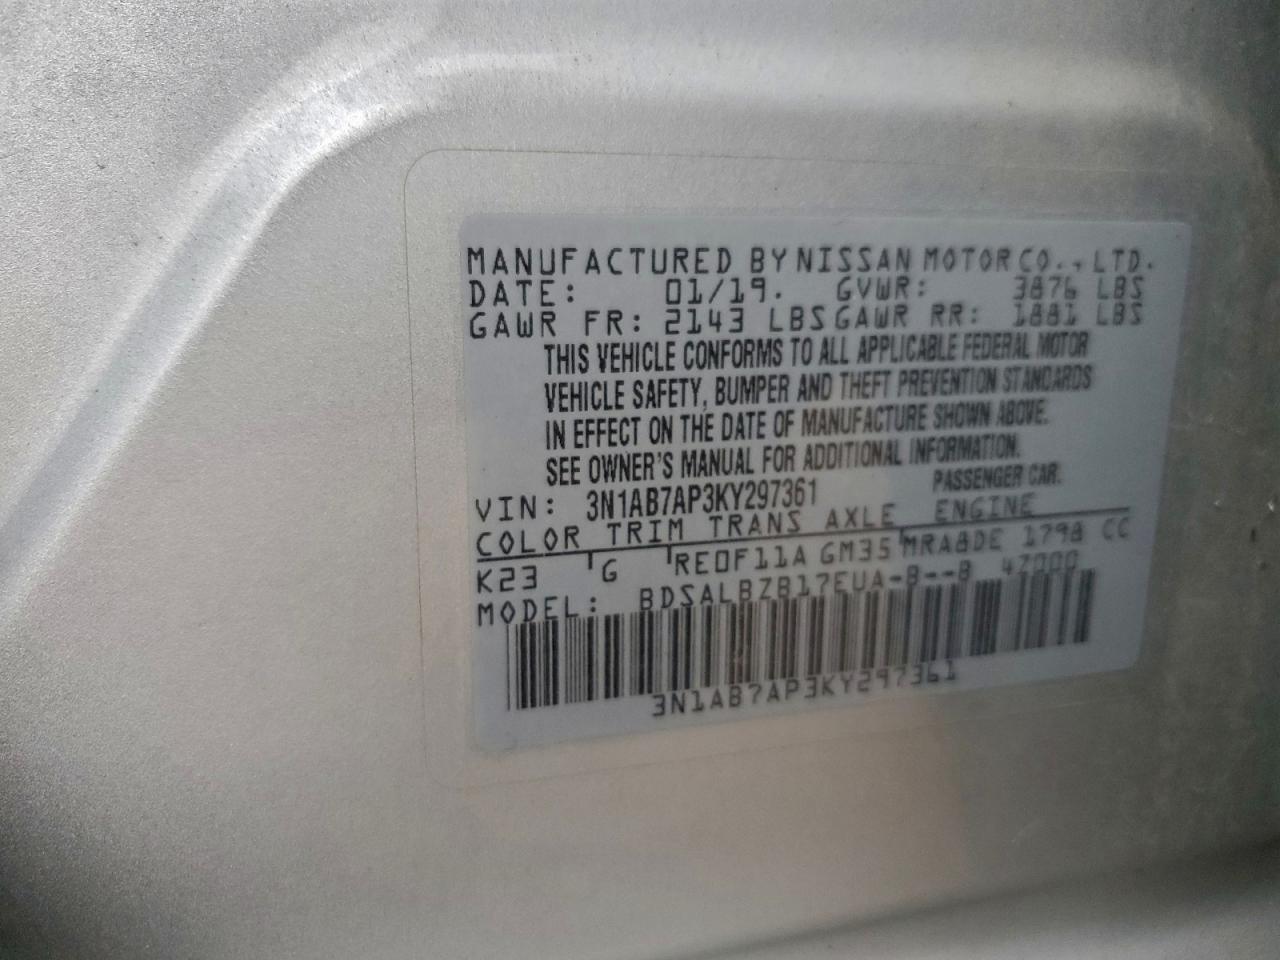 MANUFACTURED BY NISSAN MOTOR CO., LTD.
DATE: 01/19. GVWR: 3876 LBS
GAWR FR: 2143 LBS GAWR RR: 1881 LBS
THIS VEHICLE CONFORMS TO ALL APPLICABLE FEDERAL MOTOR
VEHICLE SAFETY, BUMPER AND THEFT PREVENTION STANDARDS
IN EFFECT ON THE DATE OF MANUFACTURE SHOWN ABOVE.
SEE OWNER'S MANUAL FOR ADDITIONAL INFORMATION.
VIN: 3N1AB7AP3KY297361 PASSENGER CAR.
COLOR TRIM TRANS AXLE ENGINE
K23 G RE0F11A GM35 MRA8DE 1798 CC
MODEL: BDSALBZB17EUA-B--B 47000
3N1AB7AP3KY297361